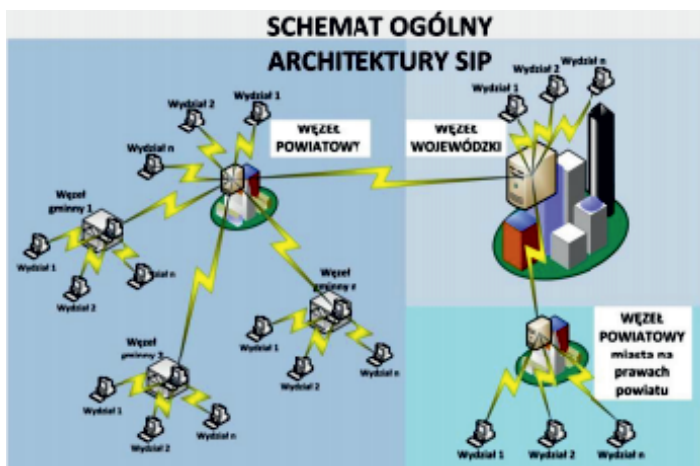 SCHEMAT OGÓLNY
ARCHITEKTURY SIP
Wydział n
Wydział 2
Wydział 1
Wydział 1
Wydział 2
Wydział n
WĘZEŁ
POWIATOWY
WĘZEŁ
WOJEWÓDZKI
Węzeł
gminny 1
Wydział 1
Wydział 2
Wydział n
Węzeł
gminny n
Wydział 1
Wydział 2
Wydział n
Węzeł
gminny 2
Wydział 1
Wydział 2
Wydział n
WĘZEŁ
POWIATOWY
miasta na
prawach
powiatu
Wydział 1
Wydział 2
Wydział n